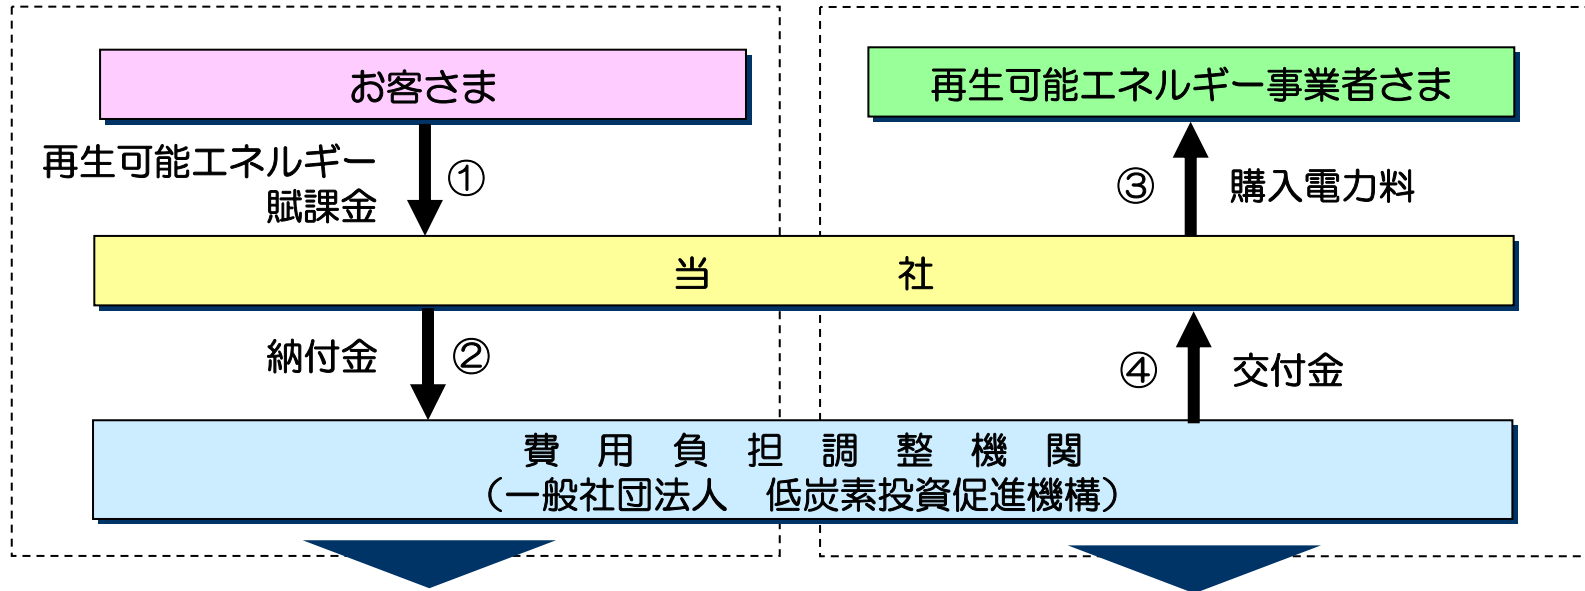 お客さま
再生可能エネルギー事業者さま
再生可能エネルギー
賦課金
①
③
購入電力料
当 社
納付金
②
④
交付金
費 用 負 担 調 整 機 関
（一般社団法人 低炭素投資促進機構）